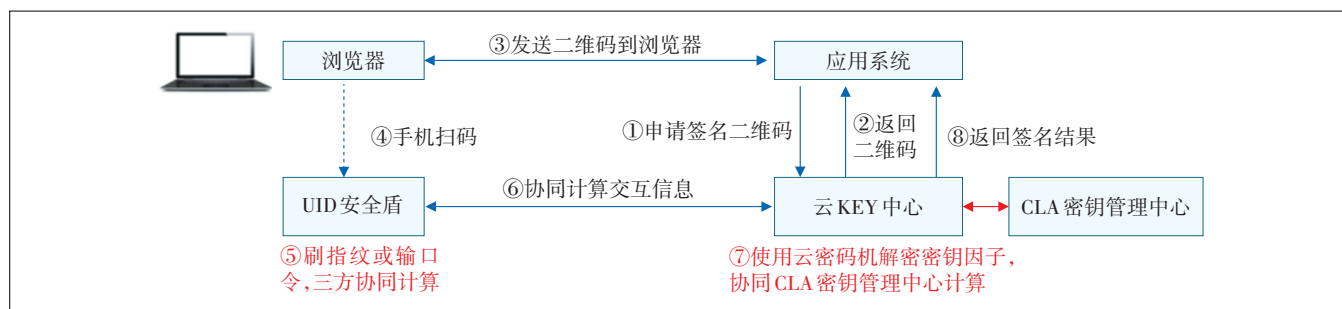 ③发送二维码到浏览器
浏览器
应用系统
④手机扫码
①申请签名二维码
②返回
二维码
⑧返回签名结果
UID安全盾
⑥协同计算交互信息
云KEY中心
CLA密钥管理中心
⑤刷指纹或输口
令,三方协同计算
⑦使用云密码机解密密钥因子,
协同CLA密钥管理中心计算